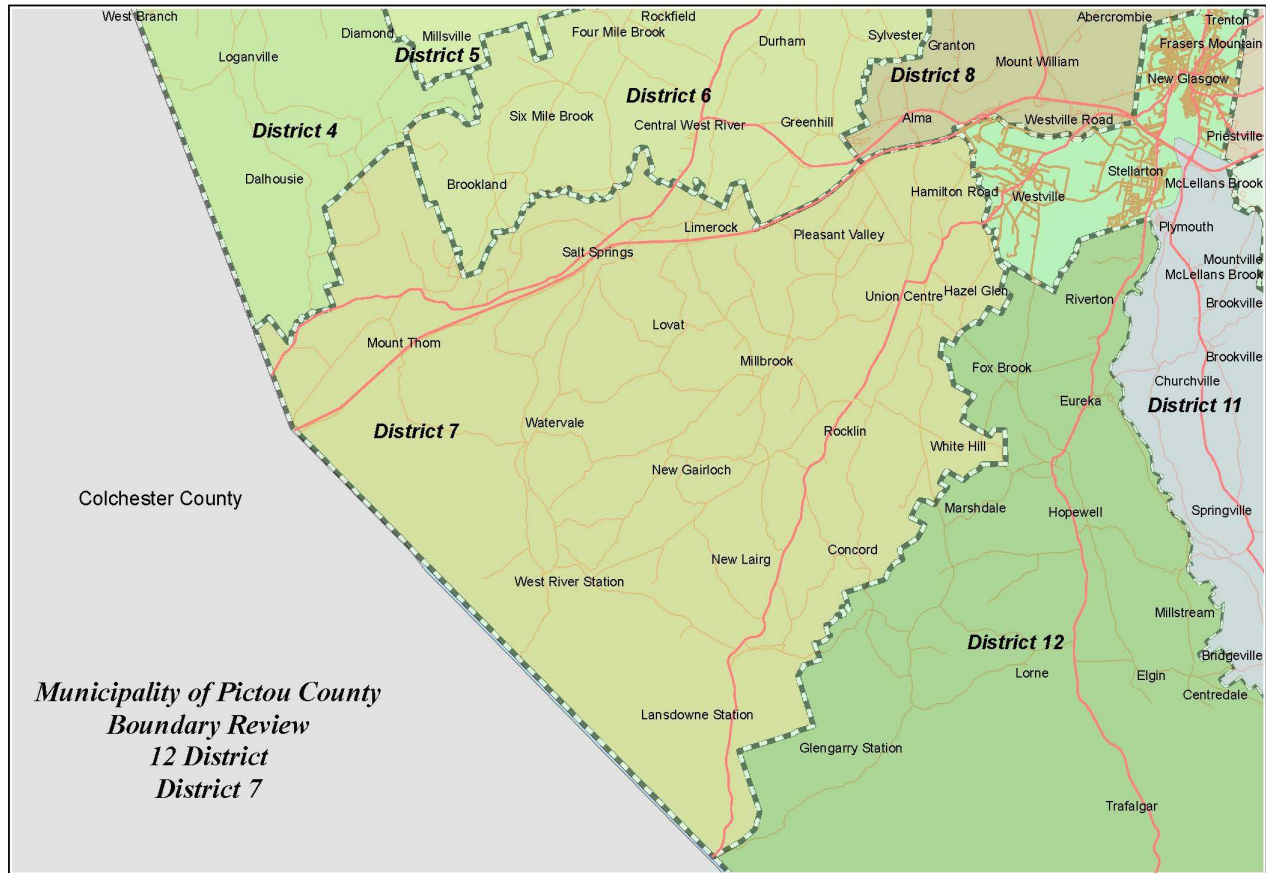 West Branch
Rockfield
Abercrombie
Trenton
Diamond
Millsville
Four Mile Brook
Durham
Sylvester
Granton
Frasers Mountain
Loganville
District 5
Mount William
District 8
New Glasgow
District 6
Six Mile Brook
Central West River
Greenhill
Alma
Westville Road
District 4
Priestville
Dalhousie
Brookland
Hamilton Road
Westville
Stellarton
McLellans Brook
Limerock
Pleasant Valley
Plymouth
Salt Springs
Mountville
McLellans Brook
Union Centre
Hazel Glen
Riverton
Brookville
Lovat
Mount Thom
Millbrook
Fox Brook
Brookville
Churchville
Eureka
District 11
District 7
Watervale
Rocklin
White Hill
New Gairloch
Colchester County
Marshdale
Hopewell
Springville
New Lairg
Concord
West River Station
Millstream
District 12
Bridgeville
Lorne
Elgin
Centredale
Municipality of Pictou County
Boundary Review
12 District
District 7
Lansdowne Station
Glengarry Station
Trafalgar